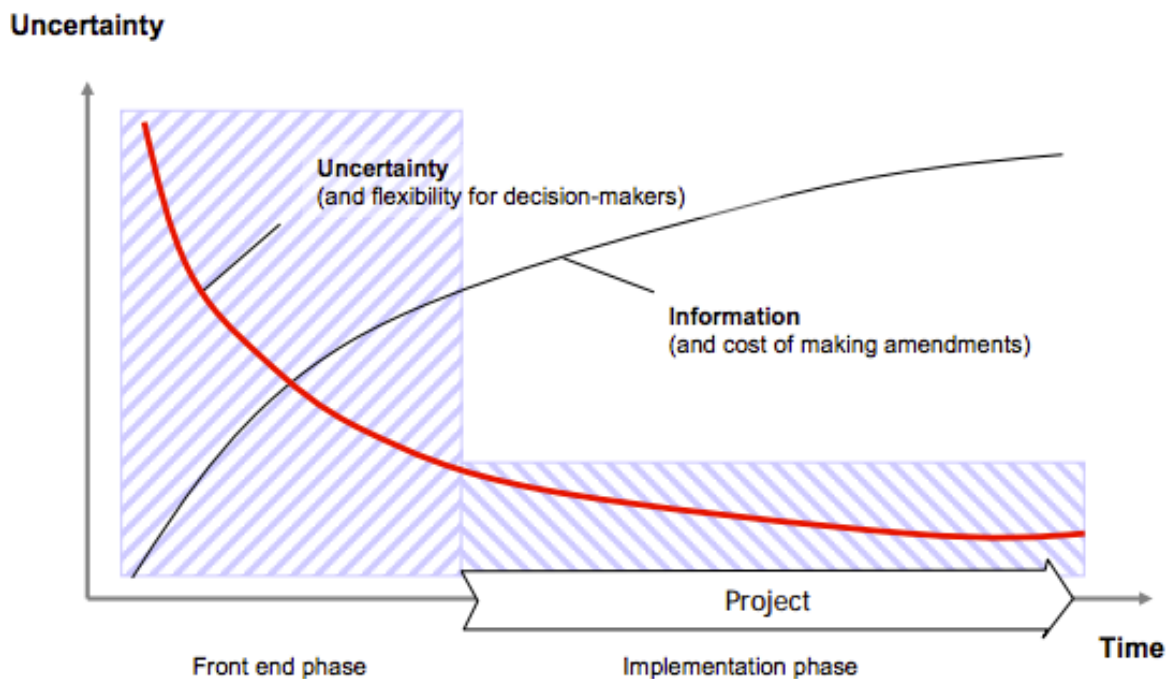 Uncertainty
Uncertainty
(and flexibility for decision-makers)
Information
(and cost of making amendments)
Project
Time
Front end phase
Implementation phase